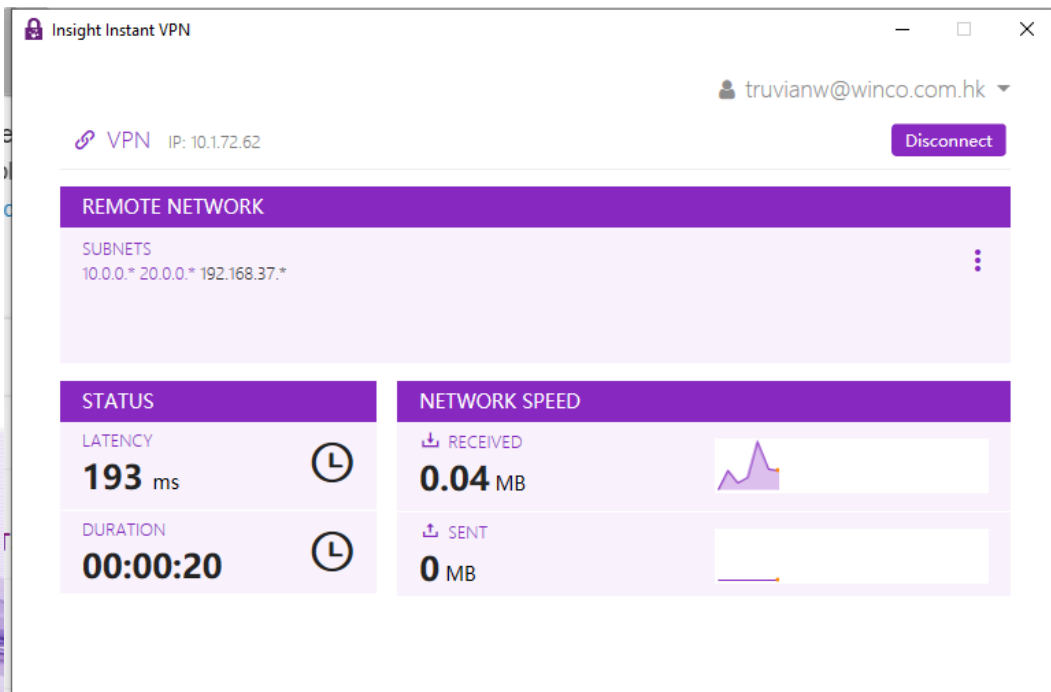 Insight Instant VPN
truvianw@winco.com.hk
VPN IP: 10.1.72.62
Disconnect
REMOTE NETWORK
SUBNETS
10.0.0.* 20.0.0.* 192.168.37.*
STATUS
LATENCY
193 ms
DURATION
00:00:20
NETWORK SPEED
RECEIVED
0.04 MB
SENT
0 MB